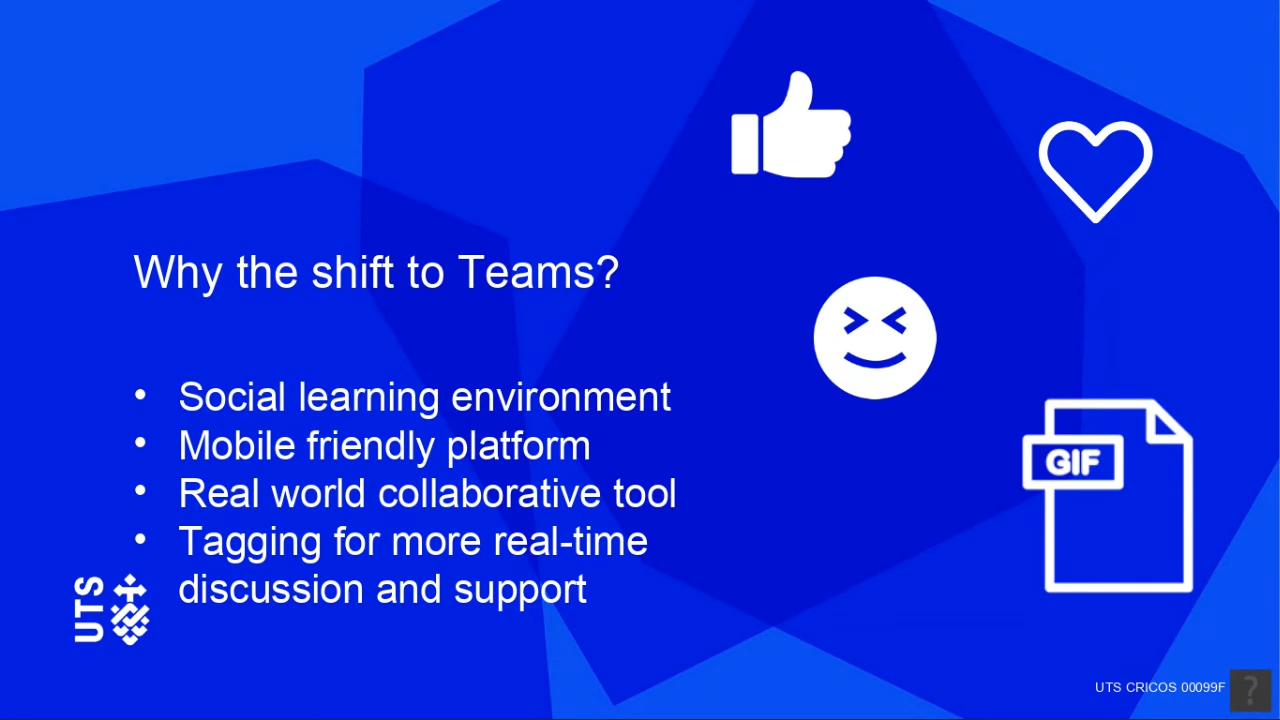 Why the shift to Teams?
• Social learning environment
• Mobile friendly platform
• Real world collaborative tool
• Tagging for more real-time
discussion and support
GIF
UTS
UTS CRICOS 00099F
?